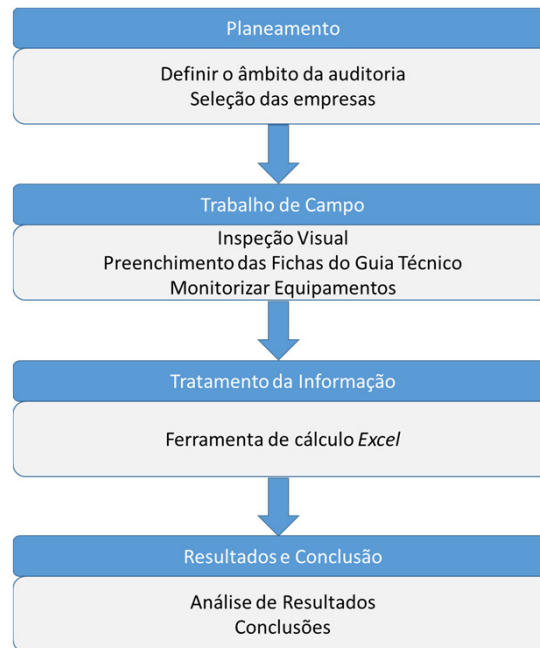 Planeamento
Definir o âmbito da auditoria
Seleção das empresas
Trabalho de Campo
Inspeção Visual
Preenchimento das Fichas do Guia Técnico
Monitorizar Equipamentos
Tratamento da Informação
Ferramenta de cálculo Excel
Resultados e Conclusão
Análise de Resultados
Conclusões